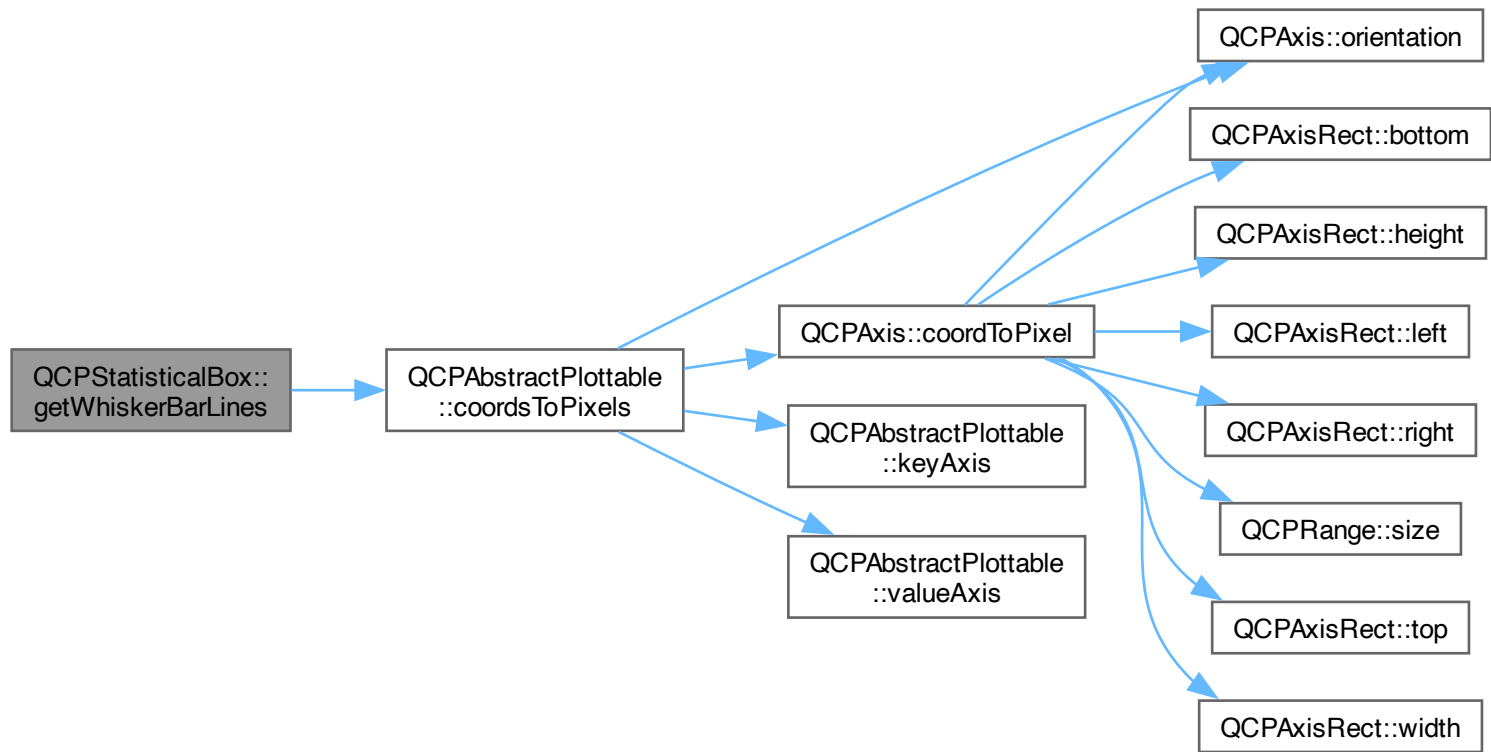 QCPStatisticalBox::
getWhiskerBarLines
QCPAbstractPlottable
::coordsToPixels
QCPAxis::coordToPixel
QCPAbstractPlottable
::keyAxis
QCPAbstractPlottable
::valueAxis
QCPAxis::orientation
QCPAxisRect::bottom
QCPAxisRect::height
QCPAxisRect::left
QCPAxisRect::right
QCPRange::size
QCPAxisRect::top
QCPAxisRect::width